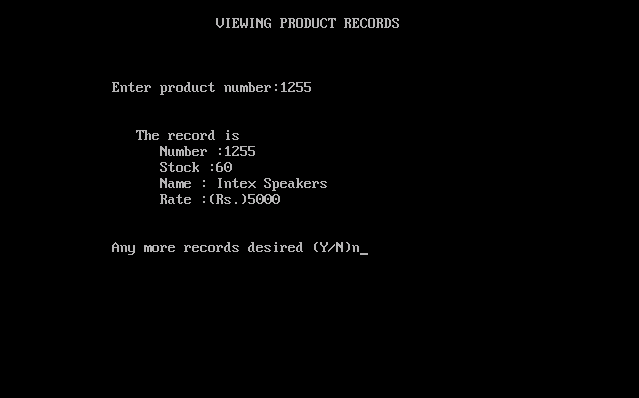 VIEWING PRODUCT RECORDS
Enter product number:1255
The record is
Number :1255
Stock :60
Name : Intex Speakers
Rate :(Rs.)5000
Any more records desired (Y/N)n_